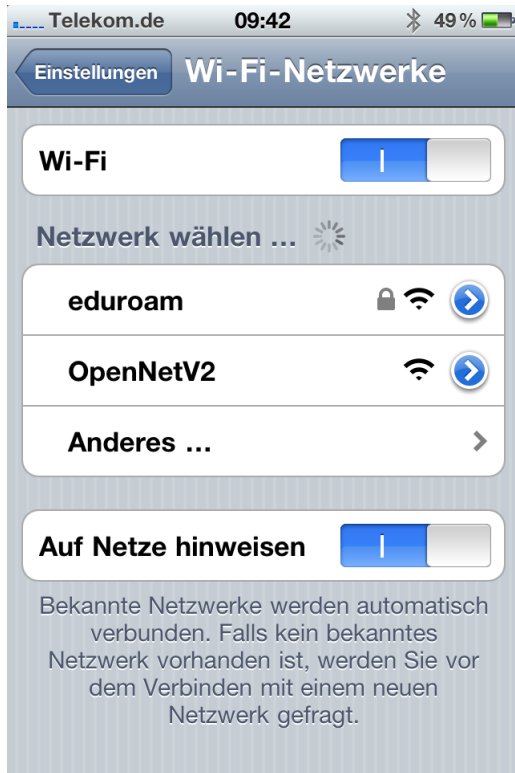 Telekom.de 09:42 49 %
Einstellungen Wi-Fi-Netzwerke
Wi-Fi
Netzwerk wählen ...
eduroam
OpenNetV2
Anderes ...
Auf Netze hinweisen
Bekannte Netzwerke werden automatisch
verbunden. Falls kein bekanntes
Netzwerk vorhanden ist, werden Sie vor
dem Verbinden mit einem neuen
Netzwerk gefragt.